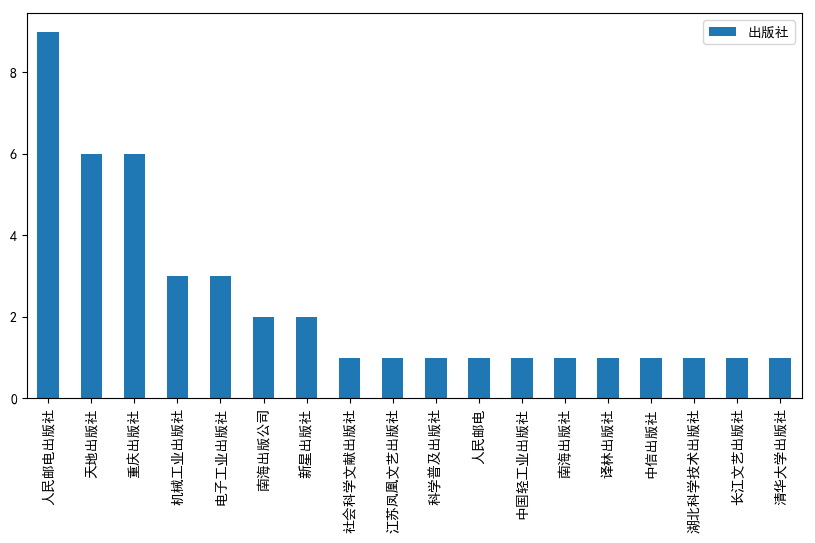 出版社
8
6
4
2
0
人民邮电出版社
天地出版社
重庆出版社
机械工业出版社
电子工业出版社
南海出版公司
新星出版社
社会科学文献出版社
江苏凤凰文艺出版社
科学普及出版社
人民邮电
中国轻工业出版社
南海出版社
译林出版社
中信出版社
湖北科学技术出版社
长江文艺出版社
清华大学出版社